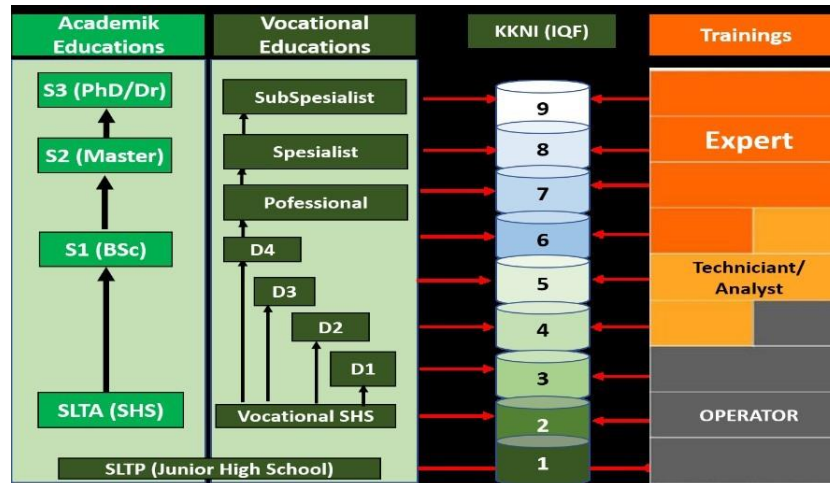 Academik
Educations
Vocational
Educations
KKNI (IQF)
Trainings
S3 (PhD/Dr)
S2 (Master)
S1 (BSc)
SLTA (SHS)
SubSpesialist
Spesialist
Pofessional
D4
D3
D2
D1
Vocational SHS
SLTP (Junior High School)
9
8
7
6
5
4
3
2
1
Expert
Techniciant/
Analyst
OPERATOR